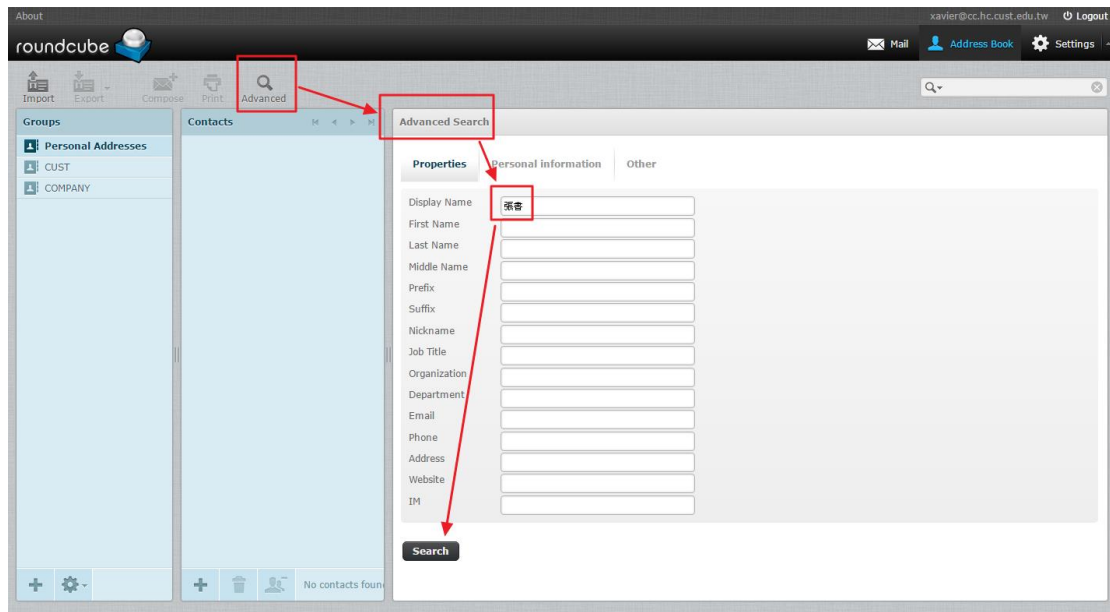 About xavier@cc.hc.cust.edu.tw Logout
roundcube Mail Address Book Settings
Import Export Compose Print Advanced
Groups Contacts Advanced Search
Personal Addresses
CUST
COMPANY
Properties Personal information Other
Display Name 張書
First Name
Last Name
Middle Name
Prefix
Suffix
Nickname
Job Title
Organization
Department
Email
Phone
Address
Website
IM
Search
No contacts foun